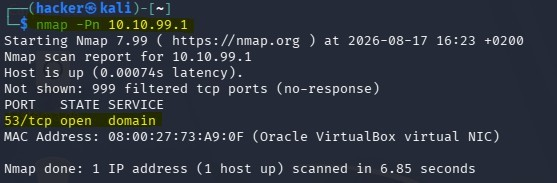 ┌──(hacker㉿kali)-[~]
└─$ nmap -Pn 10.10.99.1
Starting Nmap 7.99 ( https://nmap.org ) at 2026-08-17 16:23 +0200
Nmap scan report for 10.10.99.1
Host is up (0.00074s latency).
Not shown: 999 filtered tcp ports (no-response)
PORT   STATE SERVICE
53/tcp open  domain
MAC Address: 08:00:27:73:A9:0F (Oracle VirtualBox virtual NIC)
Nmap done: 1 IP address (1 host up) scanned in 6.85 seconds